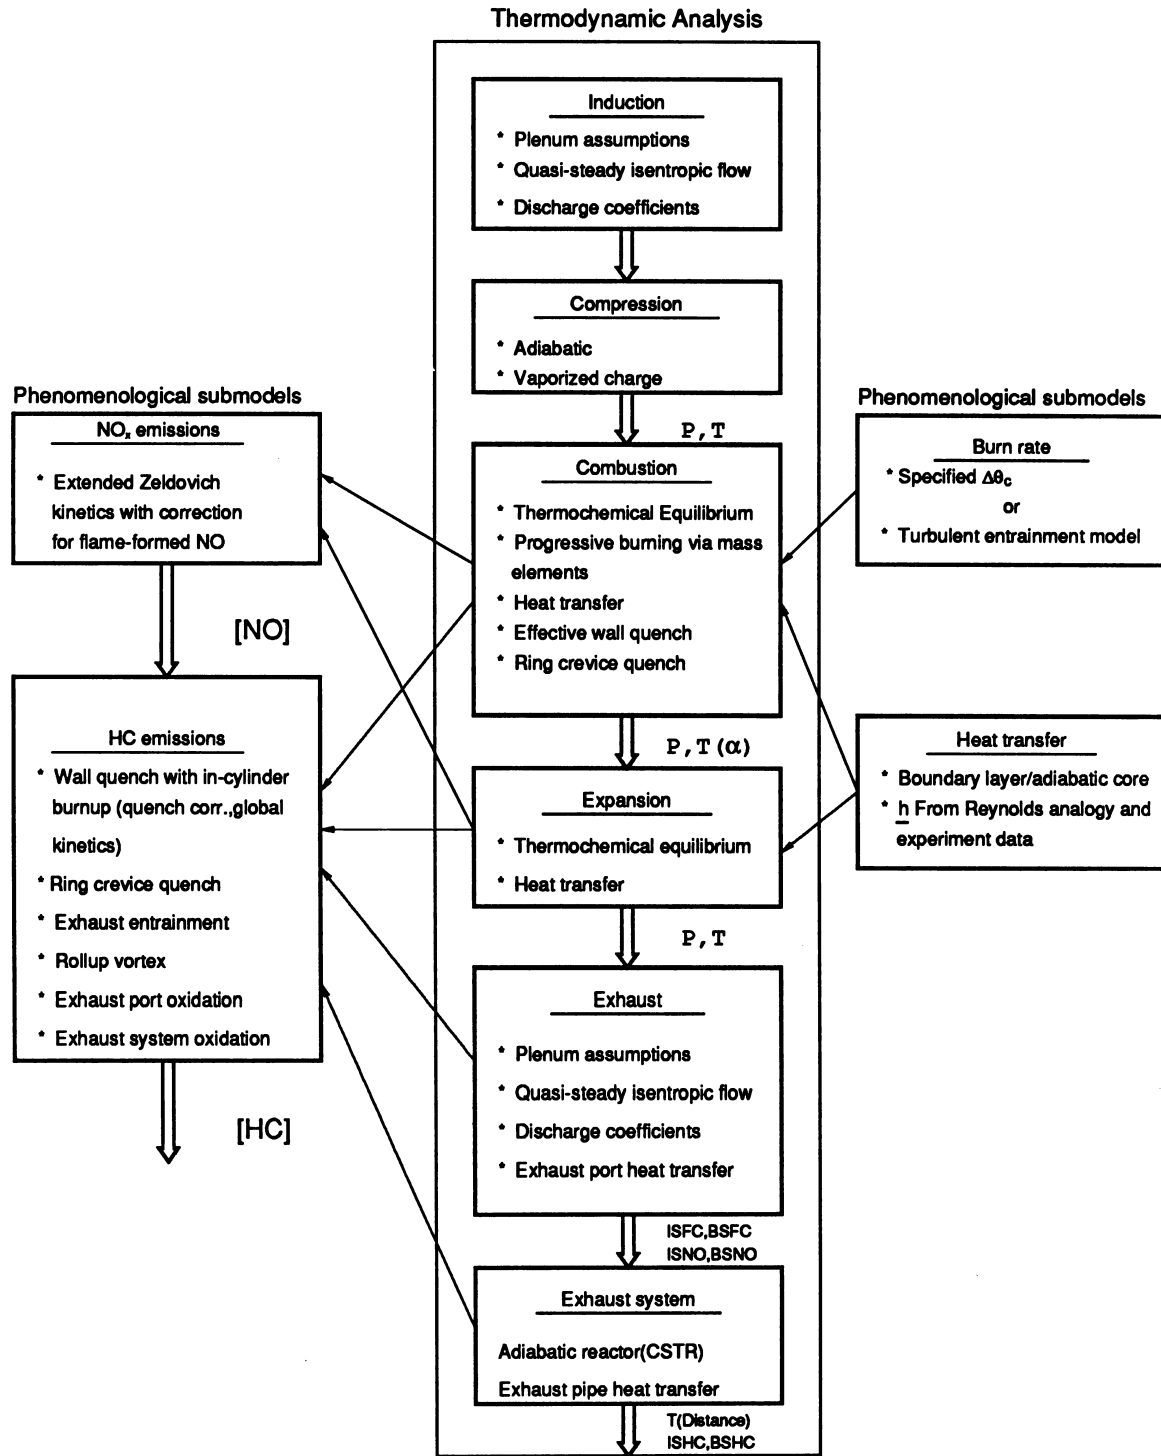 Thermodynamic Analysis
Induction
* Plenum assumptions
* Quasi-steady isentropic flow
* Discharge coefficients
Compression
* Adiabatic
* Vaporized charge
P,T
Phenomenological submodels
NOx emissions
* Extended Zeldovich
kinetics with correction
for flame-formed NO
[NO]
HC emissions
* Wall quench with in-cylinder
burnup (quench corr.,global
kinetics)
* Ring crevice quench
* Exhaust entrainment
* Rollup vortex
* Exhaust port oxidation
* Exhaust system oxidation
[HC]
Combustion
* Thermochemical Equilibrium
* Progressive burning via mass
elements
* Heat transfer
* Effective wall quench
* Ring crevice quench
P,T(α)
Expansion
* Thermochemical equilibrium
* Heat transfer
P,T
Exhaust
* Plenum assumptions
* Quasi-steady isentropic flow
* Discharge coefficients
* Exhaust port heat transfer
ISFC,BSFC
ISNO,BSNO
Exhaust system
Adiabatic reactor(CSTR)
Exhaust pipe heat transfer
T(Distance)
ISHC,BSHC
Phenomenological submodels
Burn rate
* Specified Δθc
or
* Turbulent entrainment model
Heat transfer
* Boundary layer/adiabatic core
* h From Reynolds analogy and
experiment data